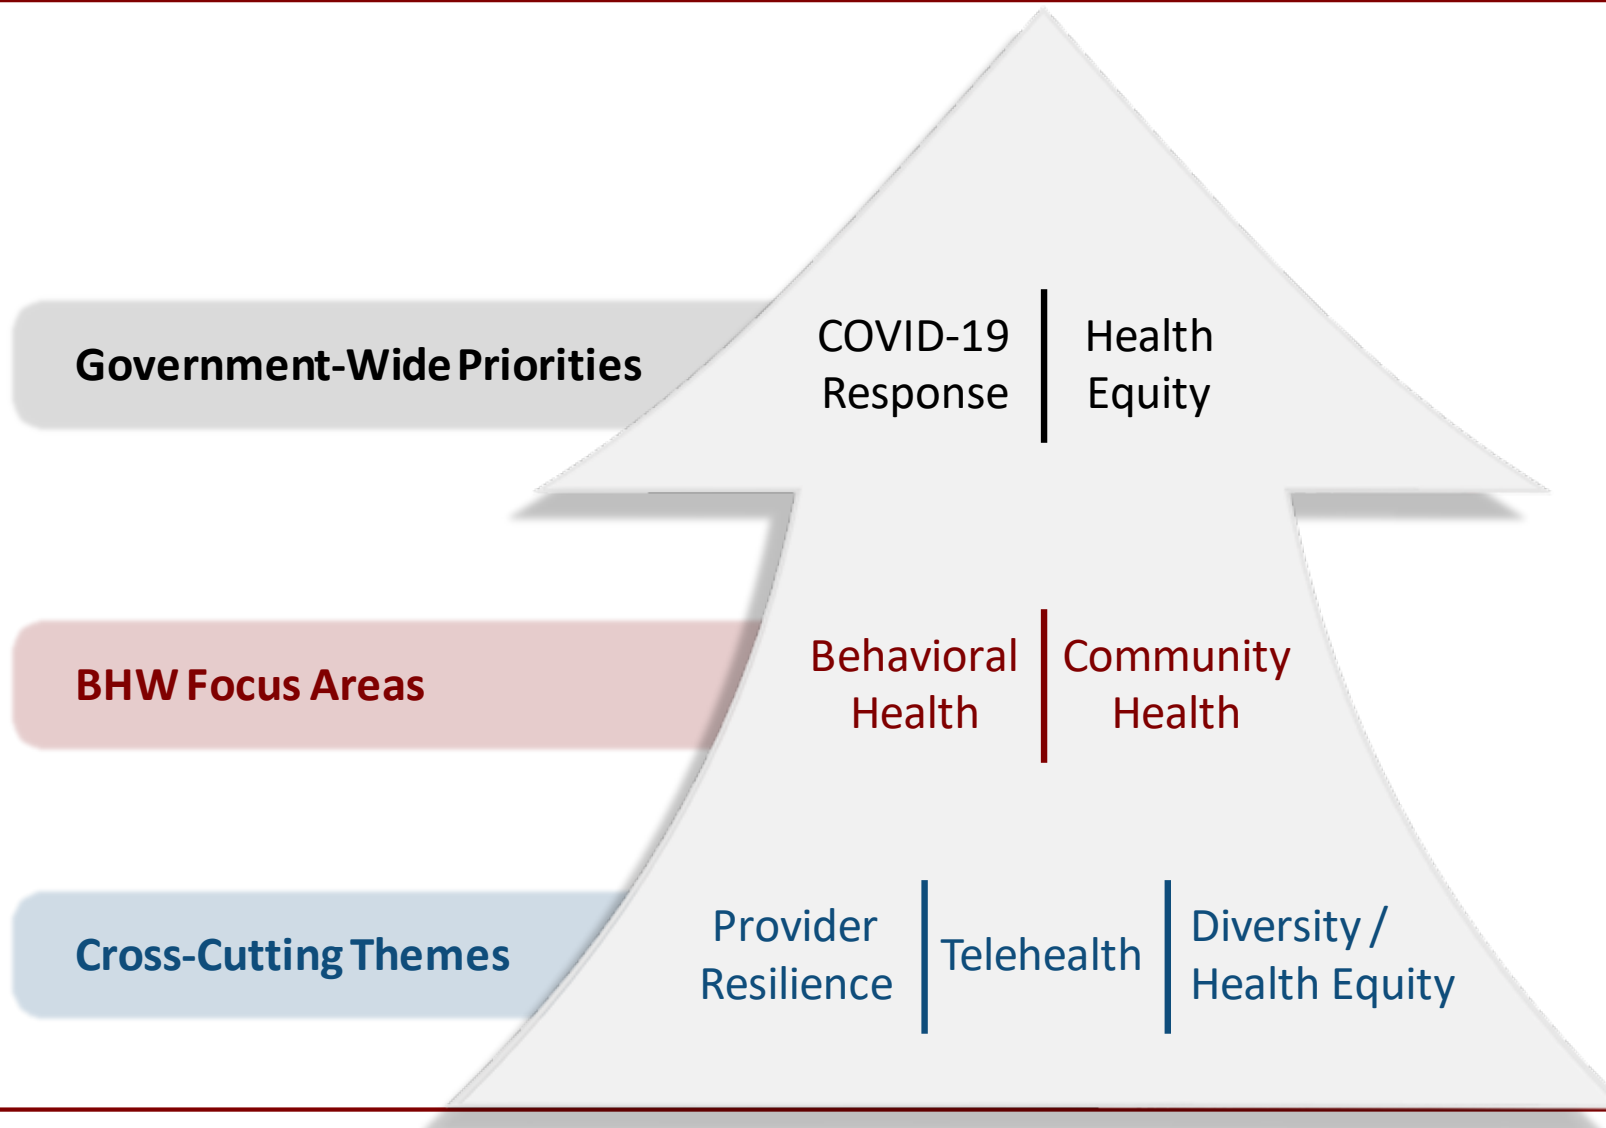 Government-Wide Priorities
COVID-19
Response
Health
Equity
BHW Focus Areas
Behavioral
Health
Community
Health
Cross-Cutting Themes
Provider
Resilience
Telehealth
Diversity /
Health Equity